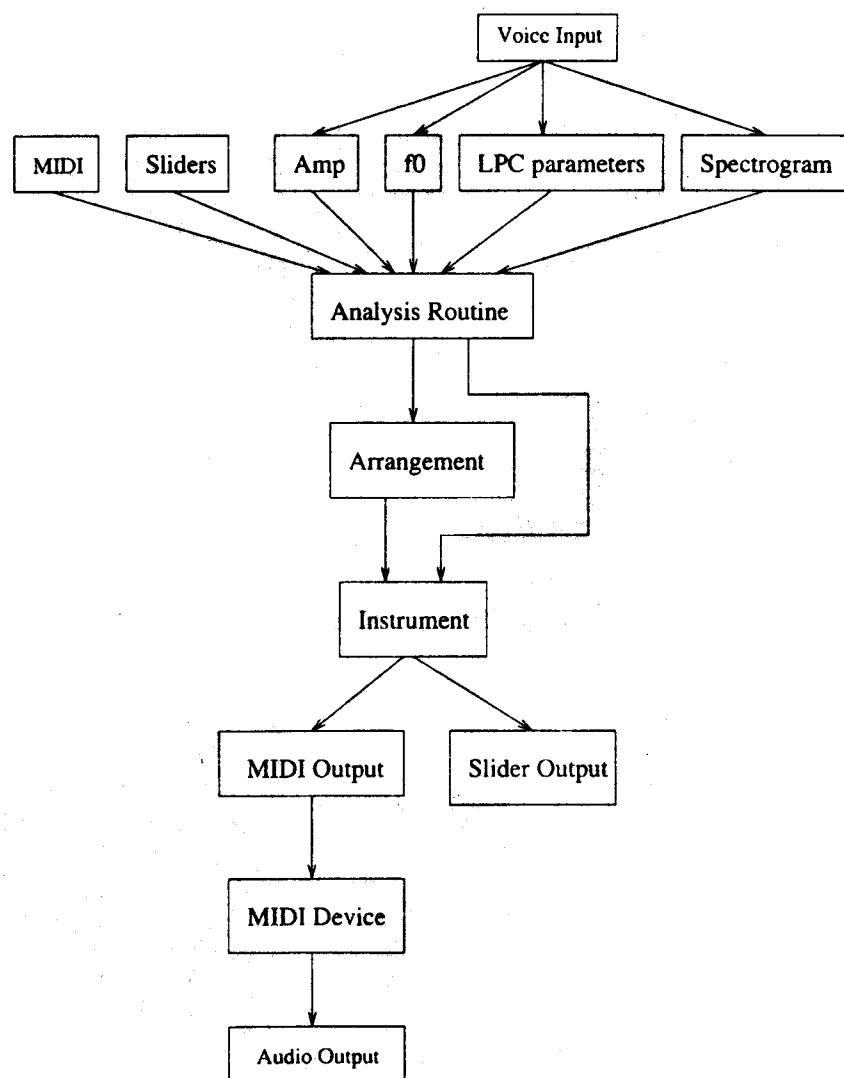 Voice Input
MIDI
Sliders
Amp
f0
LPC parameters
Spectrogram
Analysis Routine
Arrangement
Instrument
MIDI Output
Slider Output
MIDI Device
Audio Output